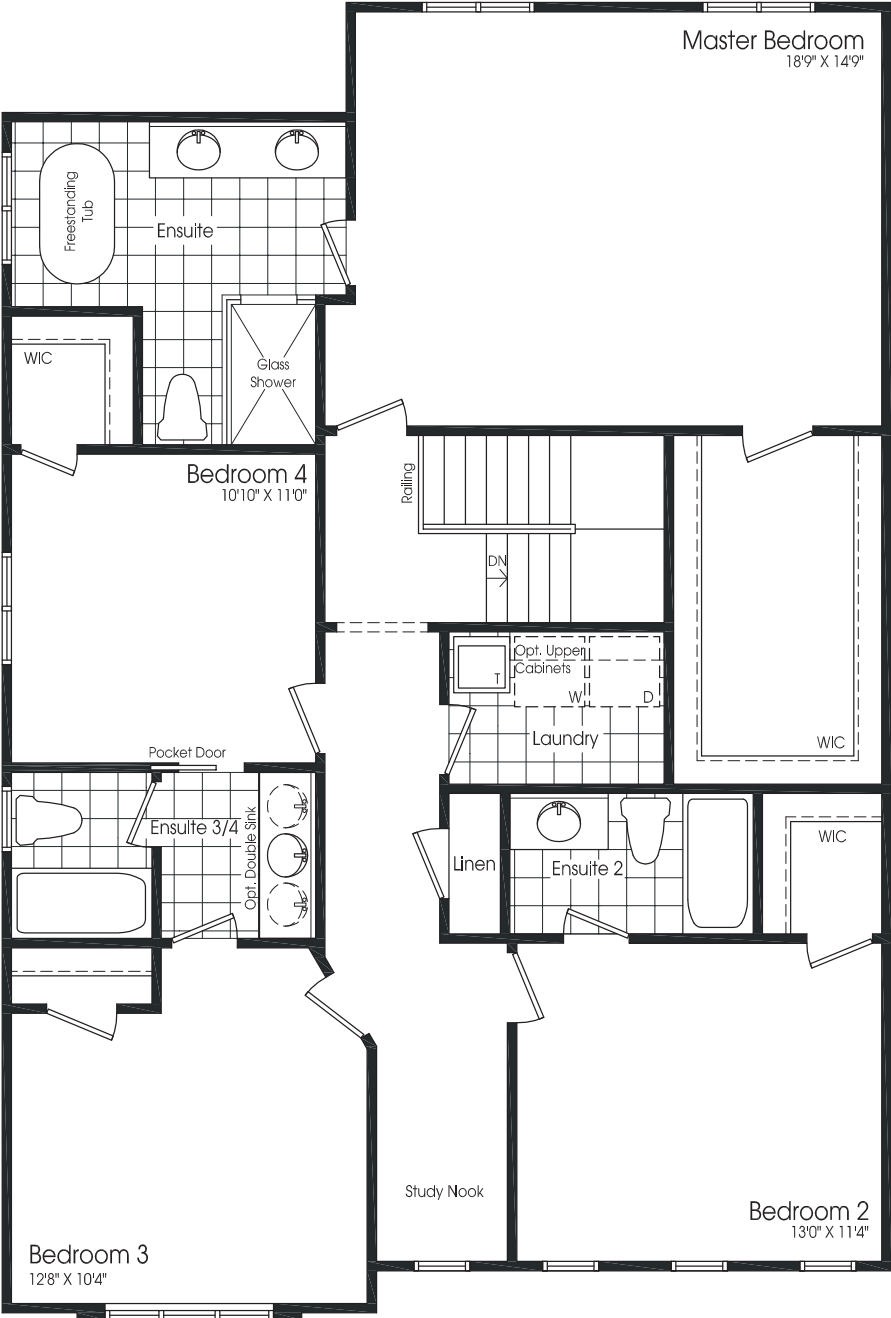 Master Bedroom
18'9" X 14'9"
Freestanding
Tub
Ensuite
WIC
Glass
Shower
Bedroom 4
10'10" X 11'0"
Railing
DN
Opt. Upper
Cabinets
T
W
D
Laundry
WIC
Pocket Door
Ensuite 3/4
Opt. Double Sink
Linen
Ensuite 2
WIC
Study Nook
Bedroom 2
13'0 X 11'4"
Bedroom 3
12'8" X 10'4"